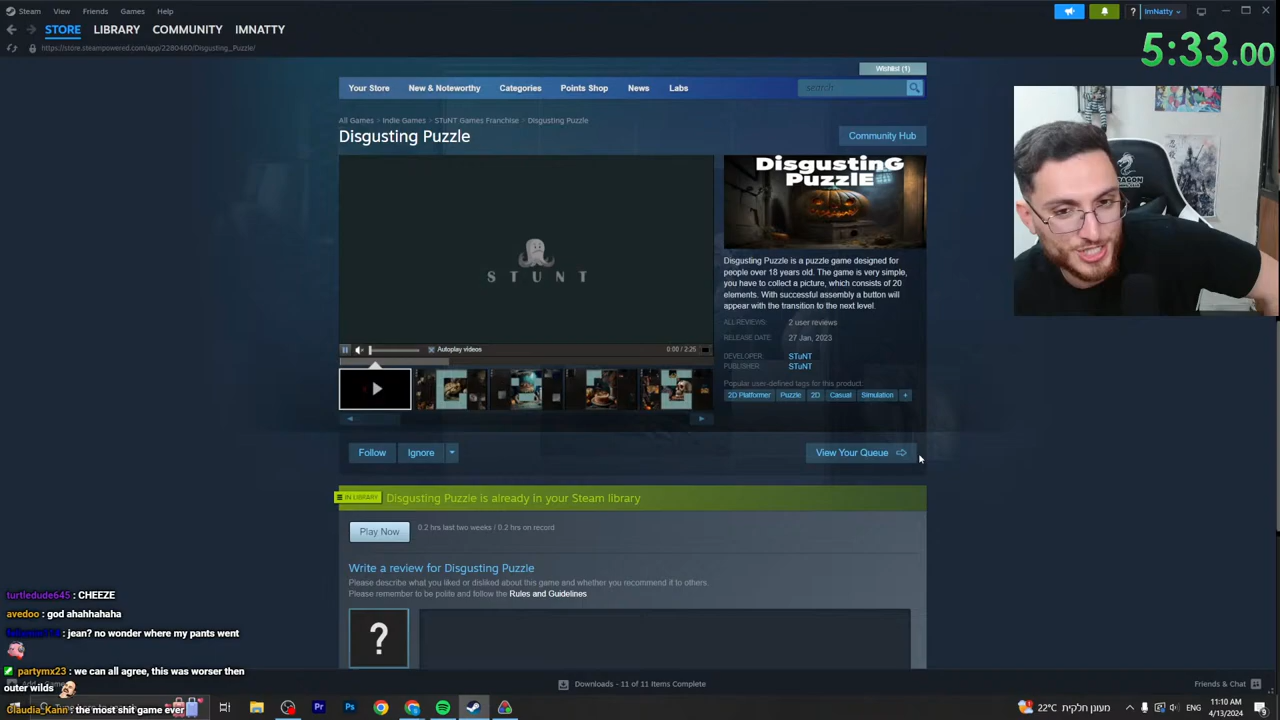 Steam View Friends Games Help
ImNatty
STORE LIBRARY COMMUNITY IMNATTY
https://store.steampowered.com/app/2280460/Disgusting_Puzzle/
5:33.00
Wishlist (1)
Your Store New & Noteworthy Categories Points Shop News Labs
search
All Games > Indie Games > STuNT Games Franchise > Disgusting Puzzle
Disgusting Puzzle
Community Hub
DisgustinG
PuzzlE
STUNT
Disgusting Puzzle is a puzzle game designed for
people over 18 years old. The game is very simple,
you have to collect a picture, which consists of 20
elements. With successful assembly a button will
appear with the transition to the next level.
ALL REVIEWS: 2 user reviews
RELEASE DATE: 27 Jan, 2023
Autoplay videos
0:00 / 2:25
DEVELOPER: STuNT
PUBLISHER: STuNT
Popular user-defined tags for this product:
2D Platformer Puzzle 2D Casual Simulation +
Follow Ignore
View Your Queue
IN LIBRARY
Disgusting Puzzle is already in your Steam library
Play Now
0.2 hrs last two weeks / 0.2 hrs on record
Write a review for Disgusting Puzzle
Please describe what you liked or disliked about this game and whether you recommend it to others.
Please remember to be polite and follow the Rules and Guidelines
?
turtledude645 : CHEEZE
avedoo : god ahahhahaha
: jean? no wonder where my pants went
partymx23 : we can all agree, this was worser then
outer wilds
Claudia_Kann : the nicest shit game ever
Downloads - 11 of 11 Items Complete
Friends & Chat
22°C מעונן חלקית
ENG
11:10 AM
4/13/2024